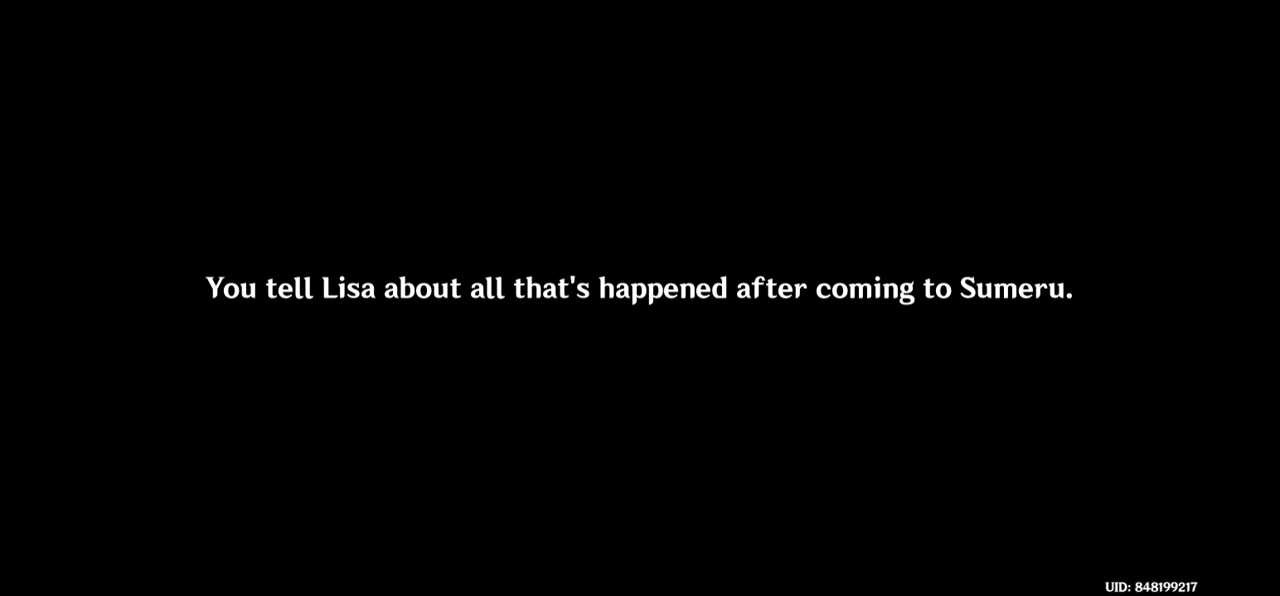 You tell Lisa about all that's happened after coming to Sumeru.
UID: 848199217